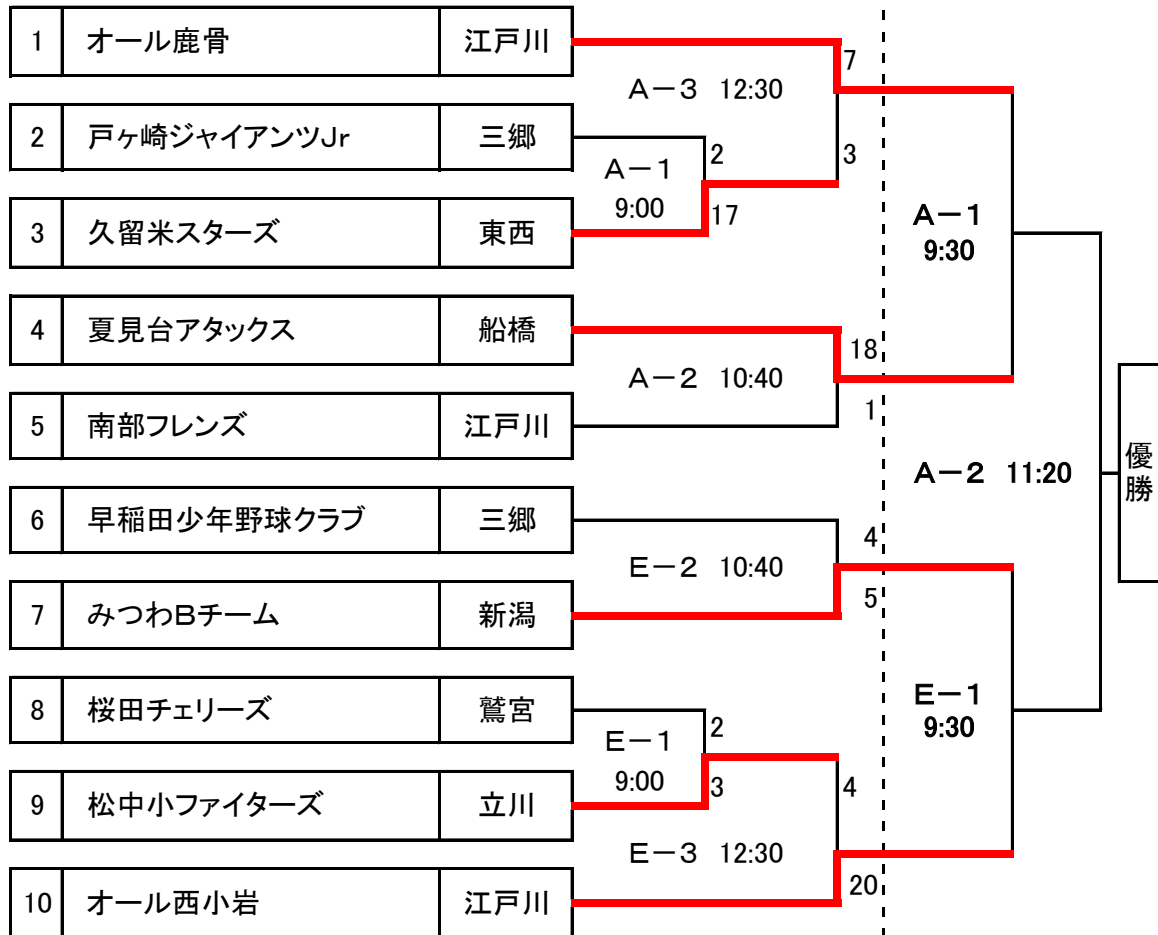 1 オール鹿骨 江戸川
7
A－3 12:30
2 戸ヶ崎ジャイアンツJr 三郷
2
3
A－1
9:00
17
3 久留米スターズ 東西
A－1
9:30
4 夏見台アタックス 船橋
18
A－2 10:40
1
5 南部フレンズ 江戸川
A－2 11:20
優勝
6 早稲田少年野球クラブ 三郷
4
E－2 10:40
5
7 みつわBチーム 新潟
E－1
9:30
8 桜田チェリーズ 鷲宮
2
E－1
9:00
3
4
9 松中小ファイターズ 立川
E－3 12:30
20
10 オール西小岩 江戸川